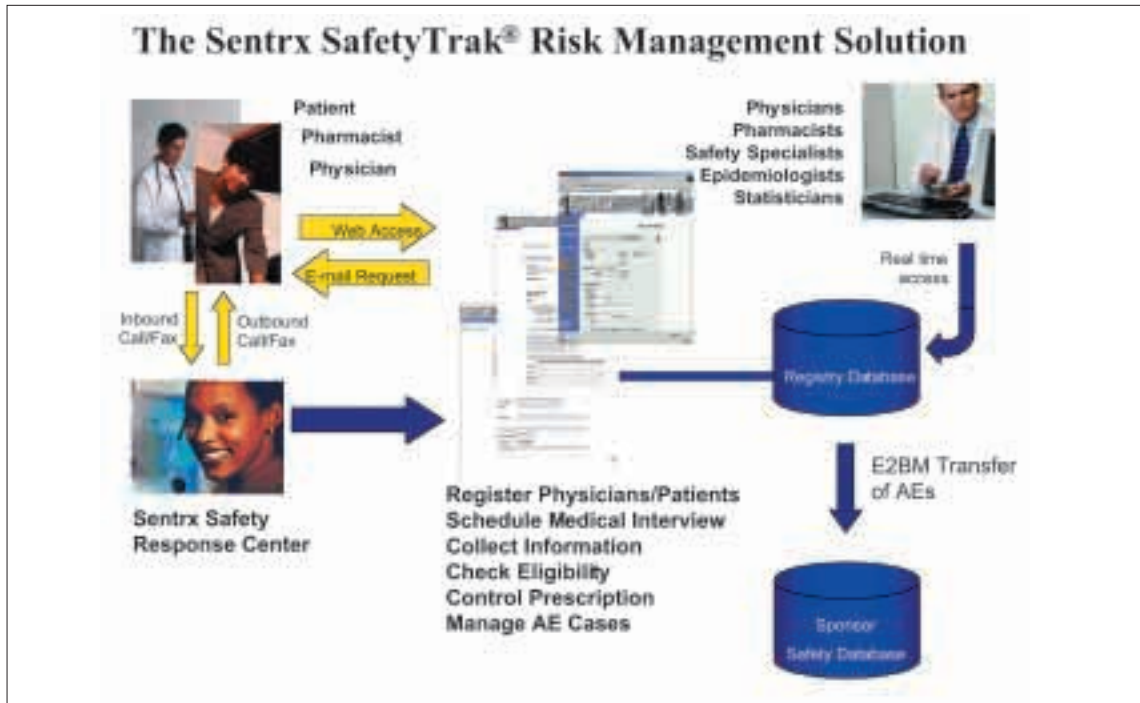 The Sentrx SafetyTrak® Risk Management Solution
Patient
Pharmacist
Physician
Physicians
Pharmacists
Safety Specialists
Epidemiologists
Statisticians
Web Access
E-mail Request
Real time
access
Inbound
Call/Fax
Outbound
Call/Fax
Registry Database
E2BM Transfer
of AEs
Sentrx Safety
Response Center
Register Physicians/Patients
Schedule Medical Interview
Collect Information
Check Eligibility
Control Prescription
Manage AE Cases
Sponsor
Safety Database